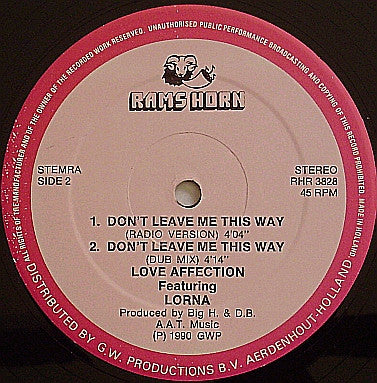 ALL RIGHTS OF THE MANUFACTURER AND OF THE OWNER OF THE RECORDED WORK RESERVED. UNAUTHORISED PUBLIC PERFORMANCE BROADCASTING AND COPYING OF THIS RECORD PROHIBITED. MADE IN HOLLAND
RAMSHORN
STEMRA
SIDE 2
STEREO
RHR 3828
45 RPM
1. DON'T LEAVE ME THIS WAY
(RADIO VERSION) 4'04"
2. DON'T LEAVE ME THIS WAY
(DUB MIX) 4'14"
LOVE AFFECTION
Featuring
LORNA
Produced by Big H. & D.B.
A.A.T. Music
(P) 1990 GWP
DISTRIBUTED BY G.W. PRODUCTIONS B.V. AERDENHOUT-HOLLAND